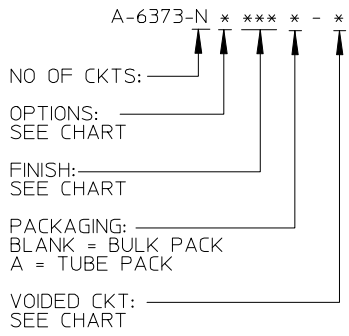 A-6373-N * *** * - *
NO OF CKTS:
OPTIONS:
SEE CHART
FINISH:
SEE CHART
PACKAGING:
BLANK = BULK PACK
A = TUBE PACK
VOIDED CKT:
SEE CHART